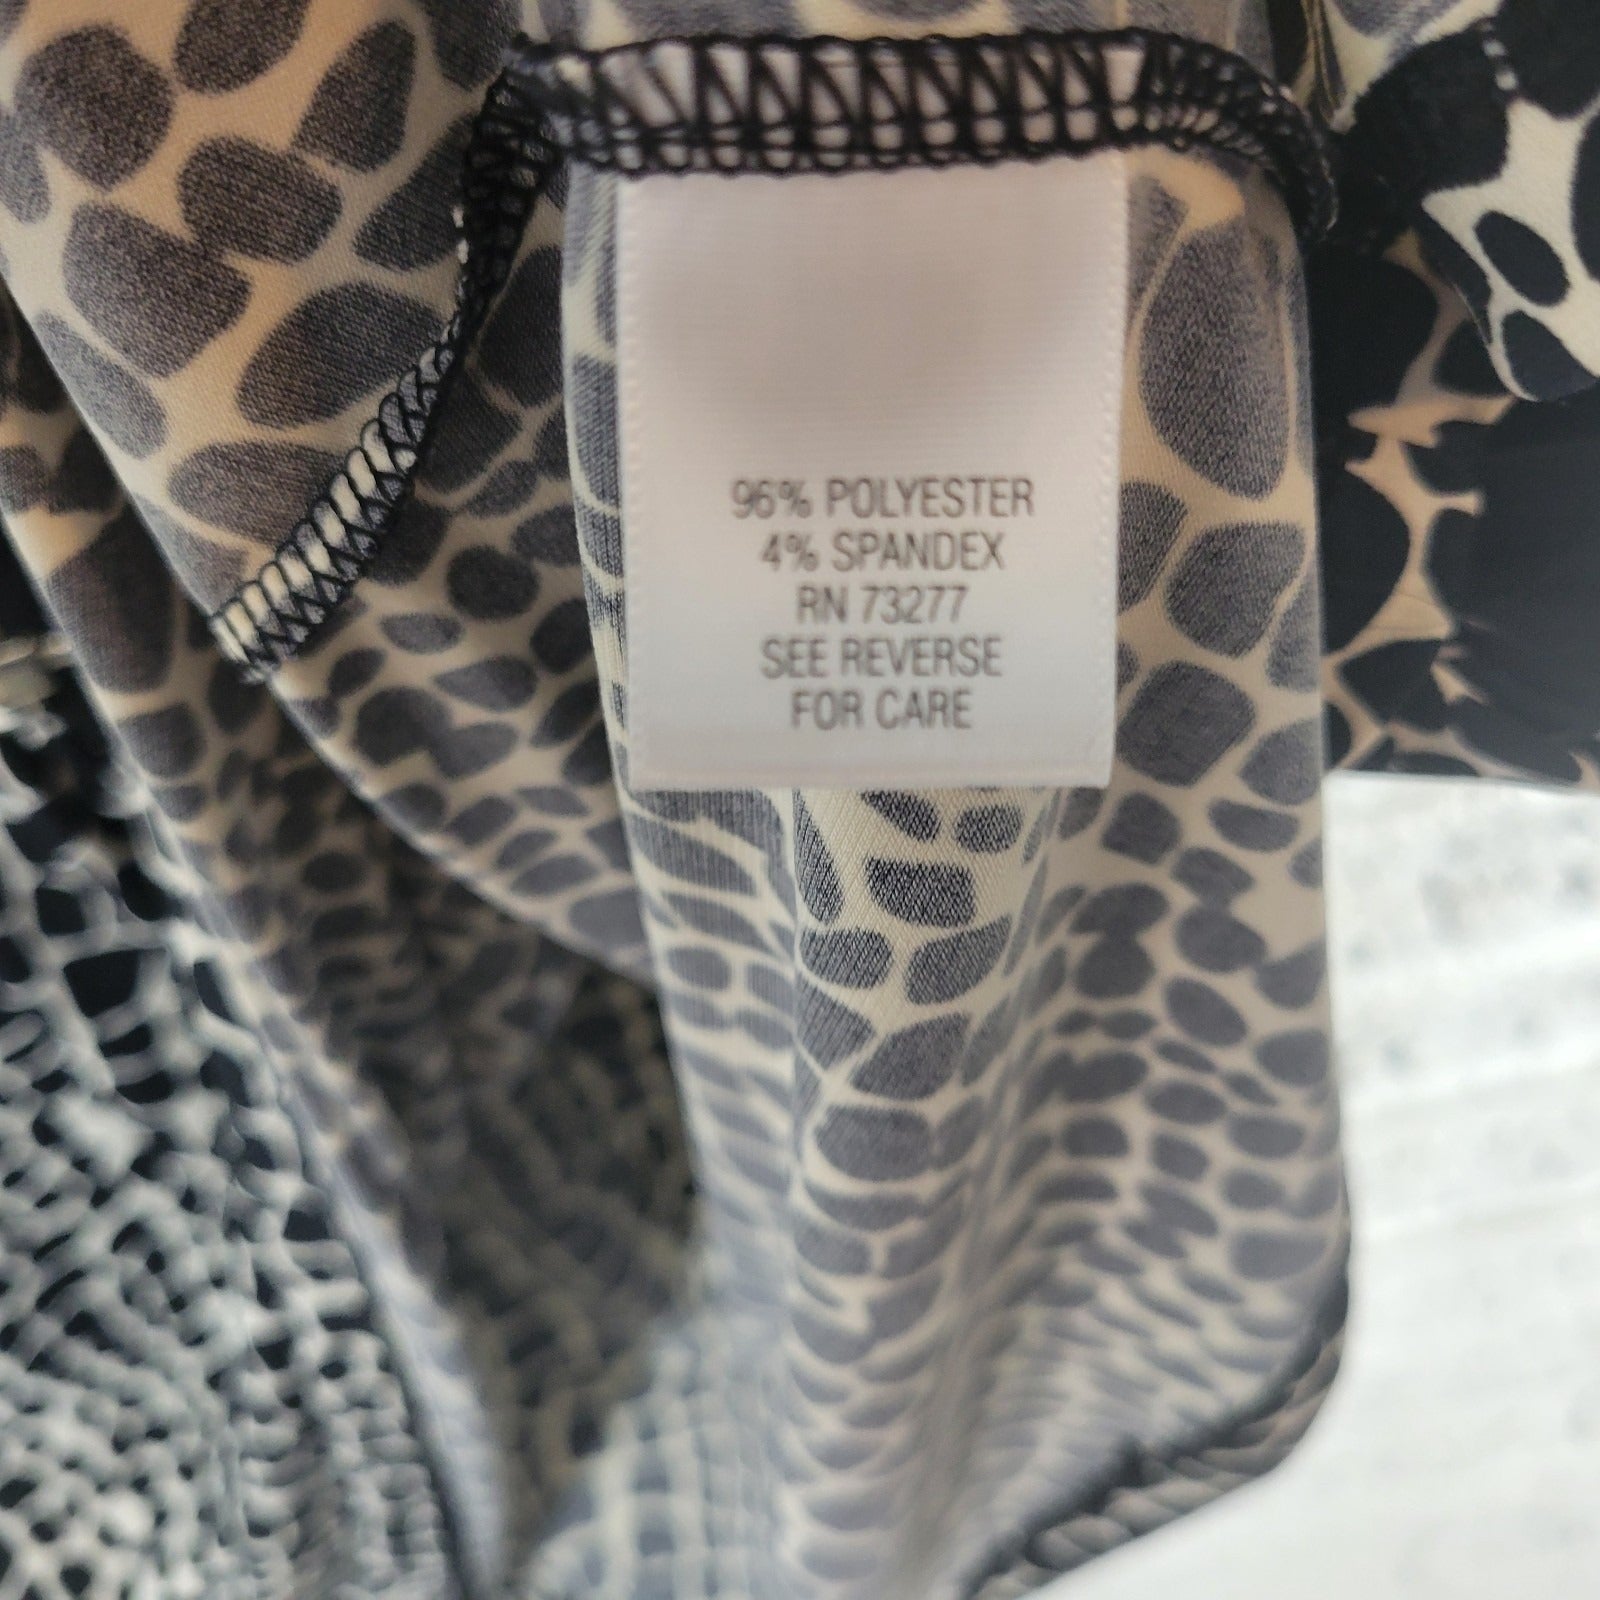 96% POLYESTER
4% SPANDEX
RN 73277
SEE REVERSE
FOR CARE